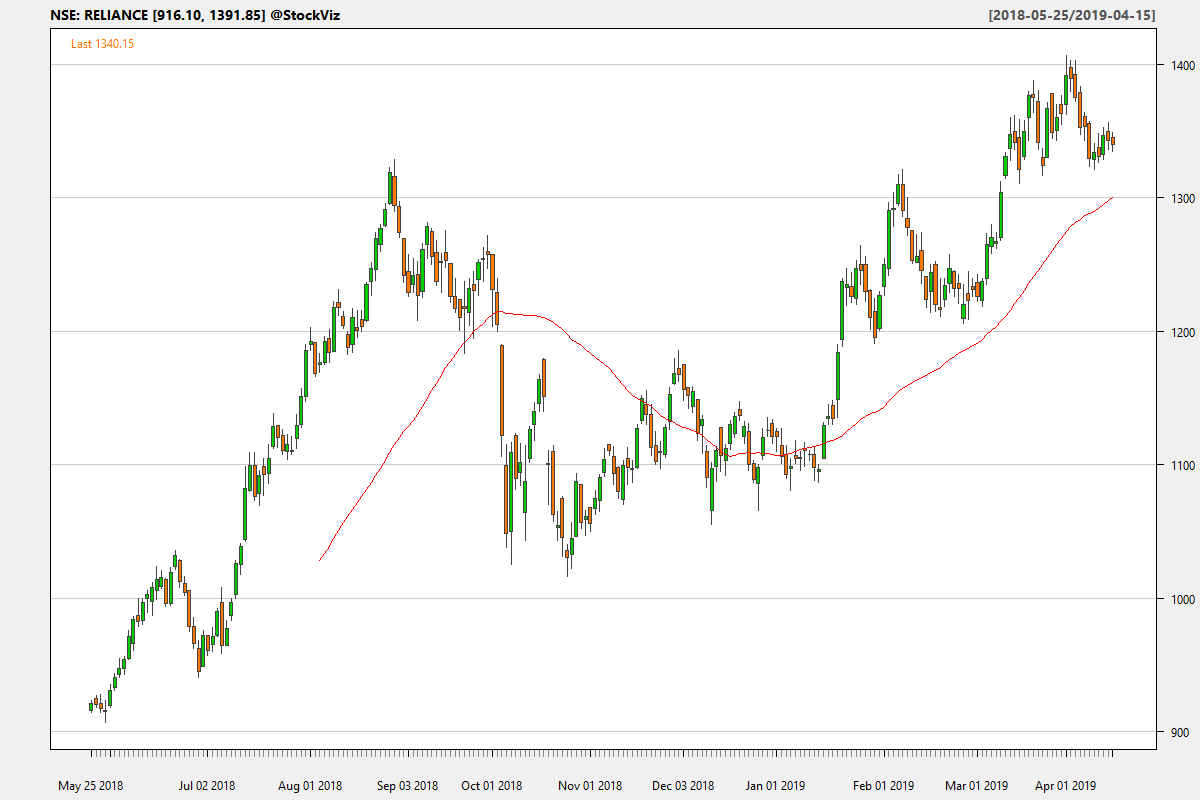 NSE: RELIANCE [916.10, 1391.85] @StockViz
[2018-05-25/2019-04-15]
Last 1340.15
1400
1300
1200
1100
1000
900
May 25 2018
Jul 02 2018
Aug 01 2018
Sep 03 2018
Oct 01 2018
Nov 01 2018
Dec 03 2018
Jan 01 2019
Feb 01 2019
Mar 01 2019
Apr 01 2019